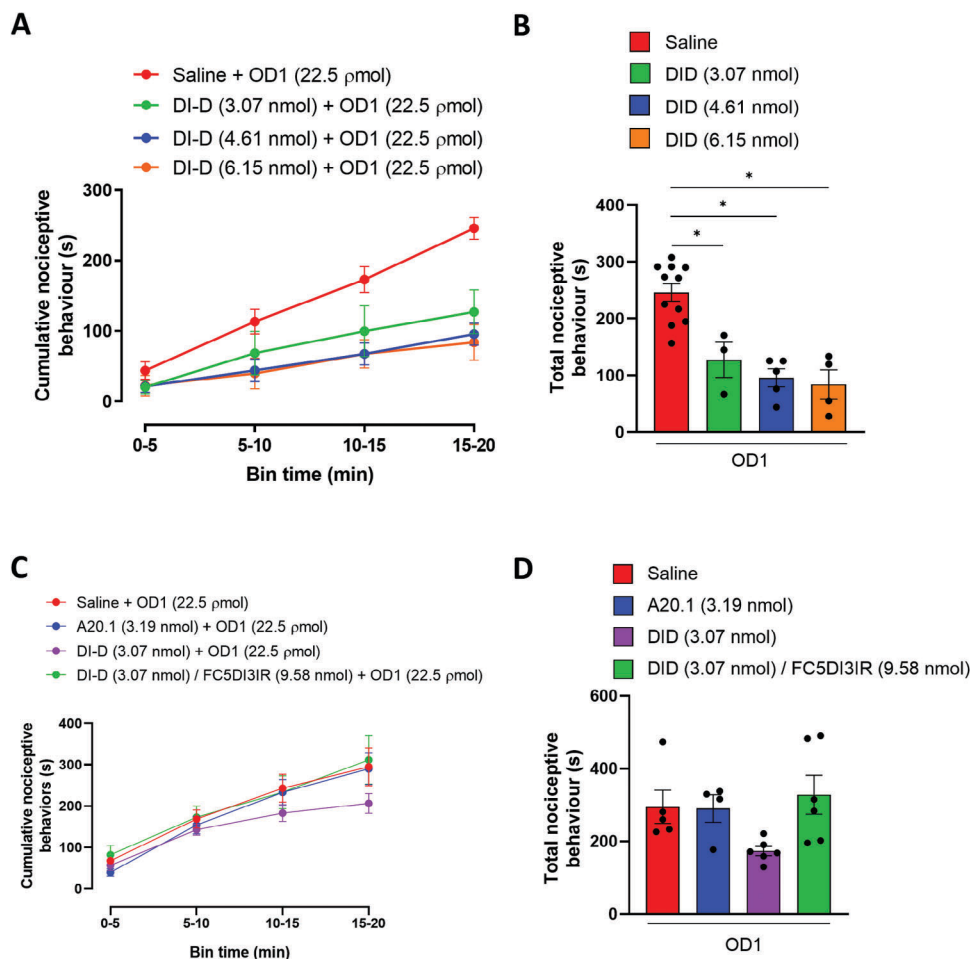 A
Saline + OD1 (22.5 ρmol)
DI-D (3.07 nmol) + OD1 (22.5 ρmol)
DI-D (4.61 nmol) + OD1 (22.5 ρmol)
DI-D (6.15 nmol) + OD1 (22.5 ρmol)
Cumulative nociceptive
behaviour (s)
300
200
100
0
0-5
5-10
10-15
15-20
Bin time (min)
B
Saline
DID (3.07 nmol)
DID (4.61 nmol)
DID (6.15 nmol)
Total nociceptive
behaviour (s)
400
300
200
100
0
*
*
*
OD1
C
Saline + OD1 (22.5 ρmol)
A20.1 (3.19 nmol) + OD1 (22.5 ρmol)
DI-D (3.07 nmol) + OD1 (22.5 ρmol)
DI-D (3.07 nmol) / FC5DI3IR (9.58 nmol) + OD1 (22.5 ρmol)
Cumulative nociceptive
behaviors (s)
400
300
200
100
0
0-5
5-10
10-15
15-20
Bin time (min)
D
Saline
A20.1 (3.19 nmol)
DID (3.07 nmol)
DID (3.07 nmol) / FC5DI3IR (9.58 nmol)
Total nociceptive
behaviour (s)
600
400
200
0
OD1